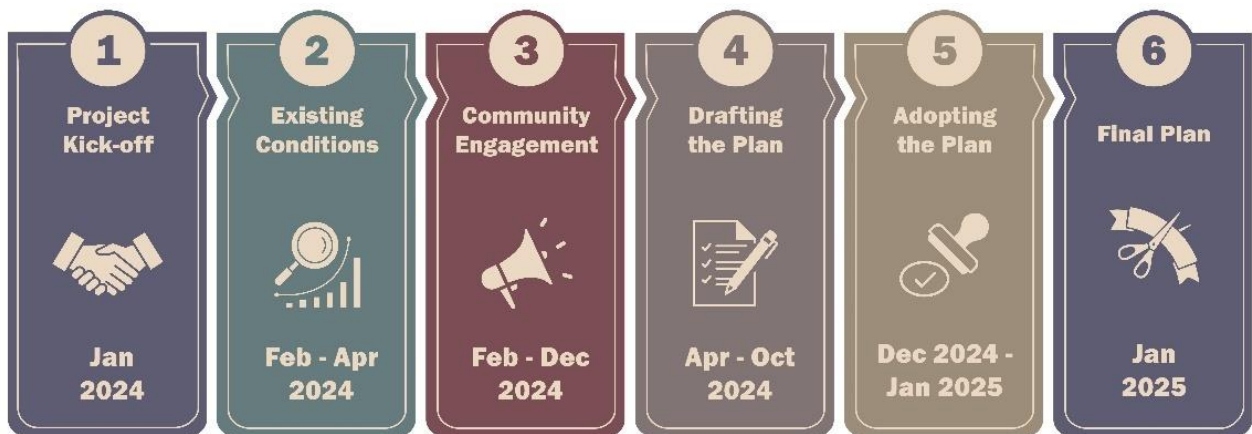 1
Project
Kick-off
Jan
2024
2
Existing
Conditions
Feb - Apr
2024
3
Community
Engagement
Feb - Dec
2024
4
Drafting
the Plan
Apr - Oct
2024
5
Adopting
the Plan
Dec 2024 -
Jan 2025
6
Final Plan
Jan
2025